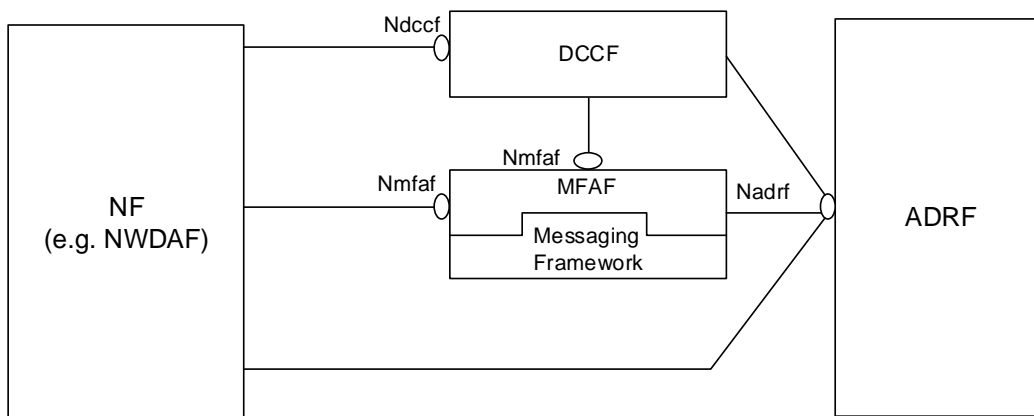 Ndccf
DCCF
Nmfaf
Nmfaf
MFAF
Nadrf
NF
(e.g. NWDAF)
Messaging
Framework
ADRF